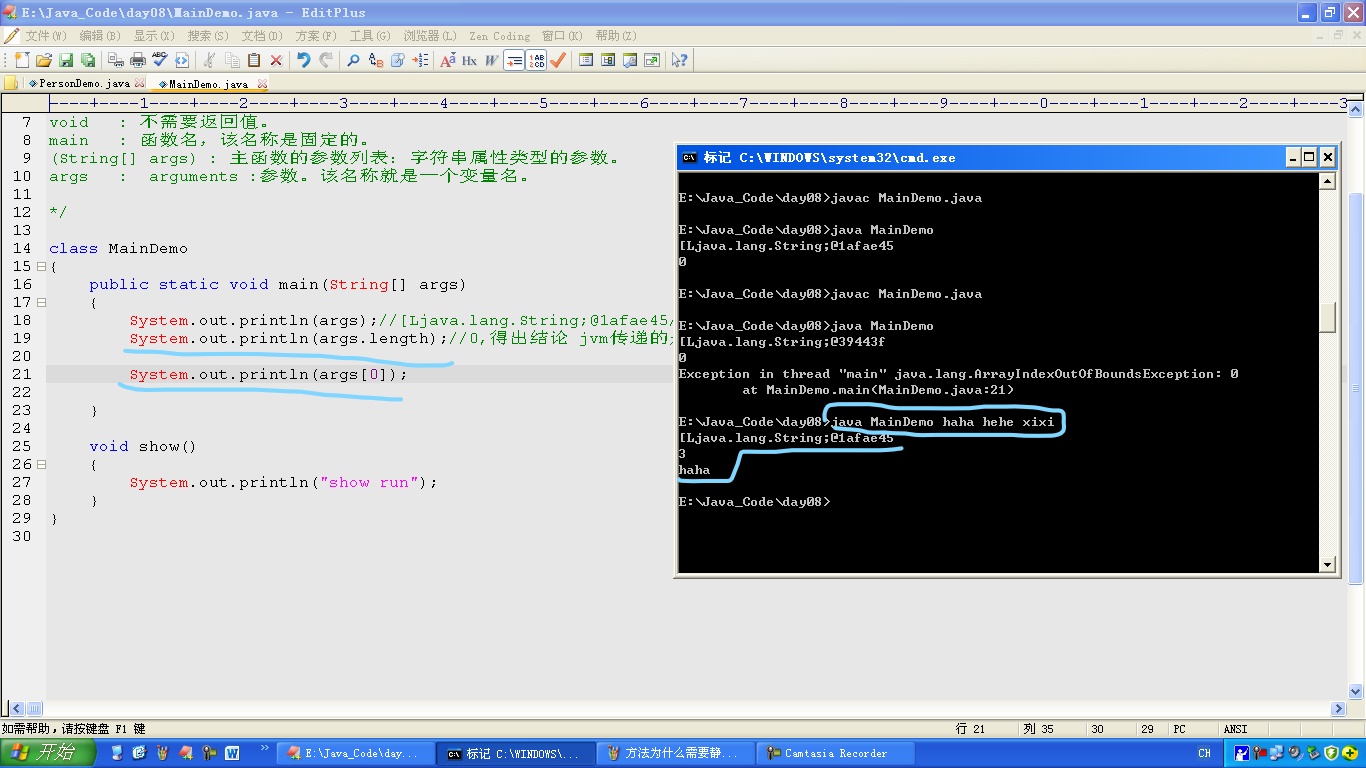 E:\Java_Code\day08\MainDemo.java - EditPlus
文件(F) 编辑(E) 显示(I) 搜索(S) 文档(D) 方案(P) 工具(G) 浏览器(L) Zen Coding 窗口(X) 帮助(Z)
PersonDemo.java MainDemo.java
----+----1----+----2----+----3----+----4----+----5----+----6----+----7----+----8----+----9----+----0----+----1----+----2----+----3
7 void : 不需要返回值。
8 main : 函数名，该名称是固定的。
9 (String[] args) : 主函数的参数列表：字符串属性类型的参数。
10 args : arguments :参数。该名称就是一个变量名。
11
12 */
13
14 class MainDemo
15 {
16 public static void main(String[] args)
17 {
18 System.out.println(args);//[Ljava.lang.String;@1afae45
19 System.out.println(args.length);//0,得出结论 jvm传递的
20
21 System.out.println(args[0]);
22
23 }
24
25 void show()
26 {
27 System.out.println("show run");
28 }
29 }
30
标记 C:\WINDOWS\system32\cmd.exe
E:\Java_Code\day08>javac MainDemo.java
E:\Java_Code\day08>java MainDemo
[Ljava.lang.String;@1afae45
0
E:\Java_Code\day08>javac MainDemo.java
E:\Java_Code\day08>java MainDemo
[Ljava.lang.String;@39443f
0
Exception in thread "main" java.lang.ArrayIndexOutOfBoundsException: 0
at MainDemo.main(MainDemo.java:21)
E:\Java_Code\day08>java MainDemo haha hehe xixi
[Ljava.lang.String;@1afae45
3
haha
E:\Java_Code\day08>
如需帮助，请按键盘 F1 键 行 21 列 35 30 29 PC ANSI
开始 E:\Java_Code\day... 标记 C:\WINDOWS\... 方法为什么需要静... Camtasia Recorder CH